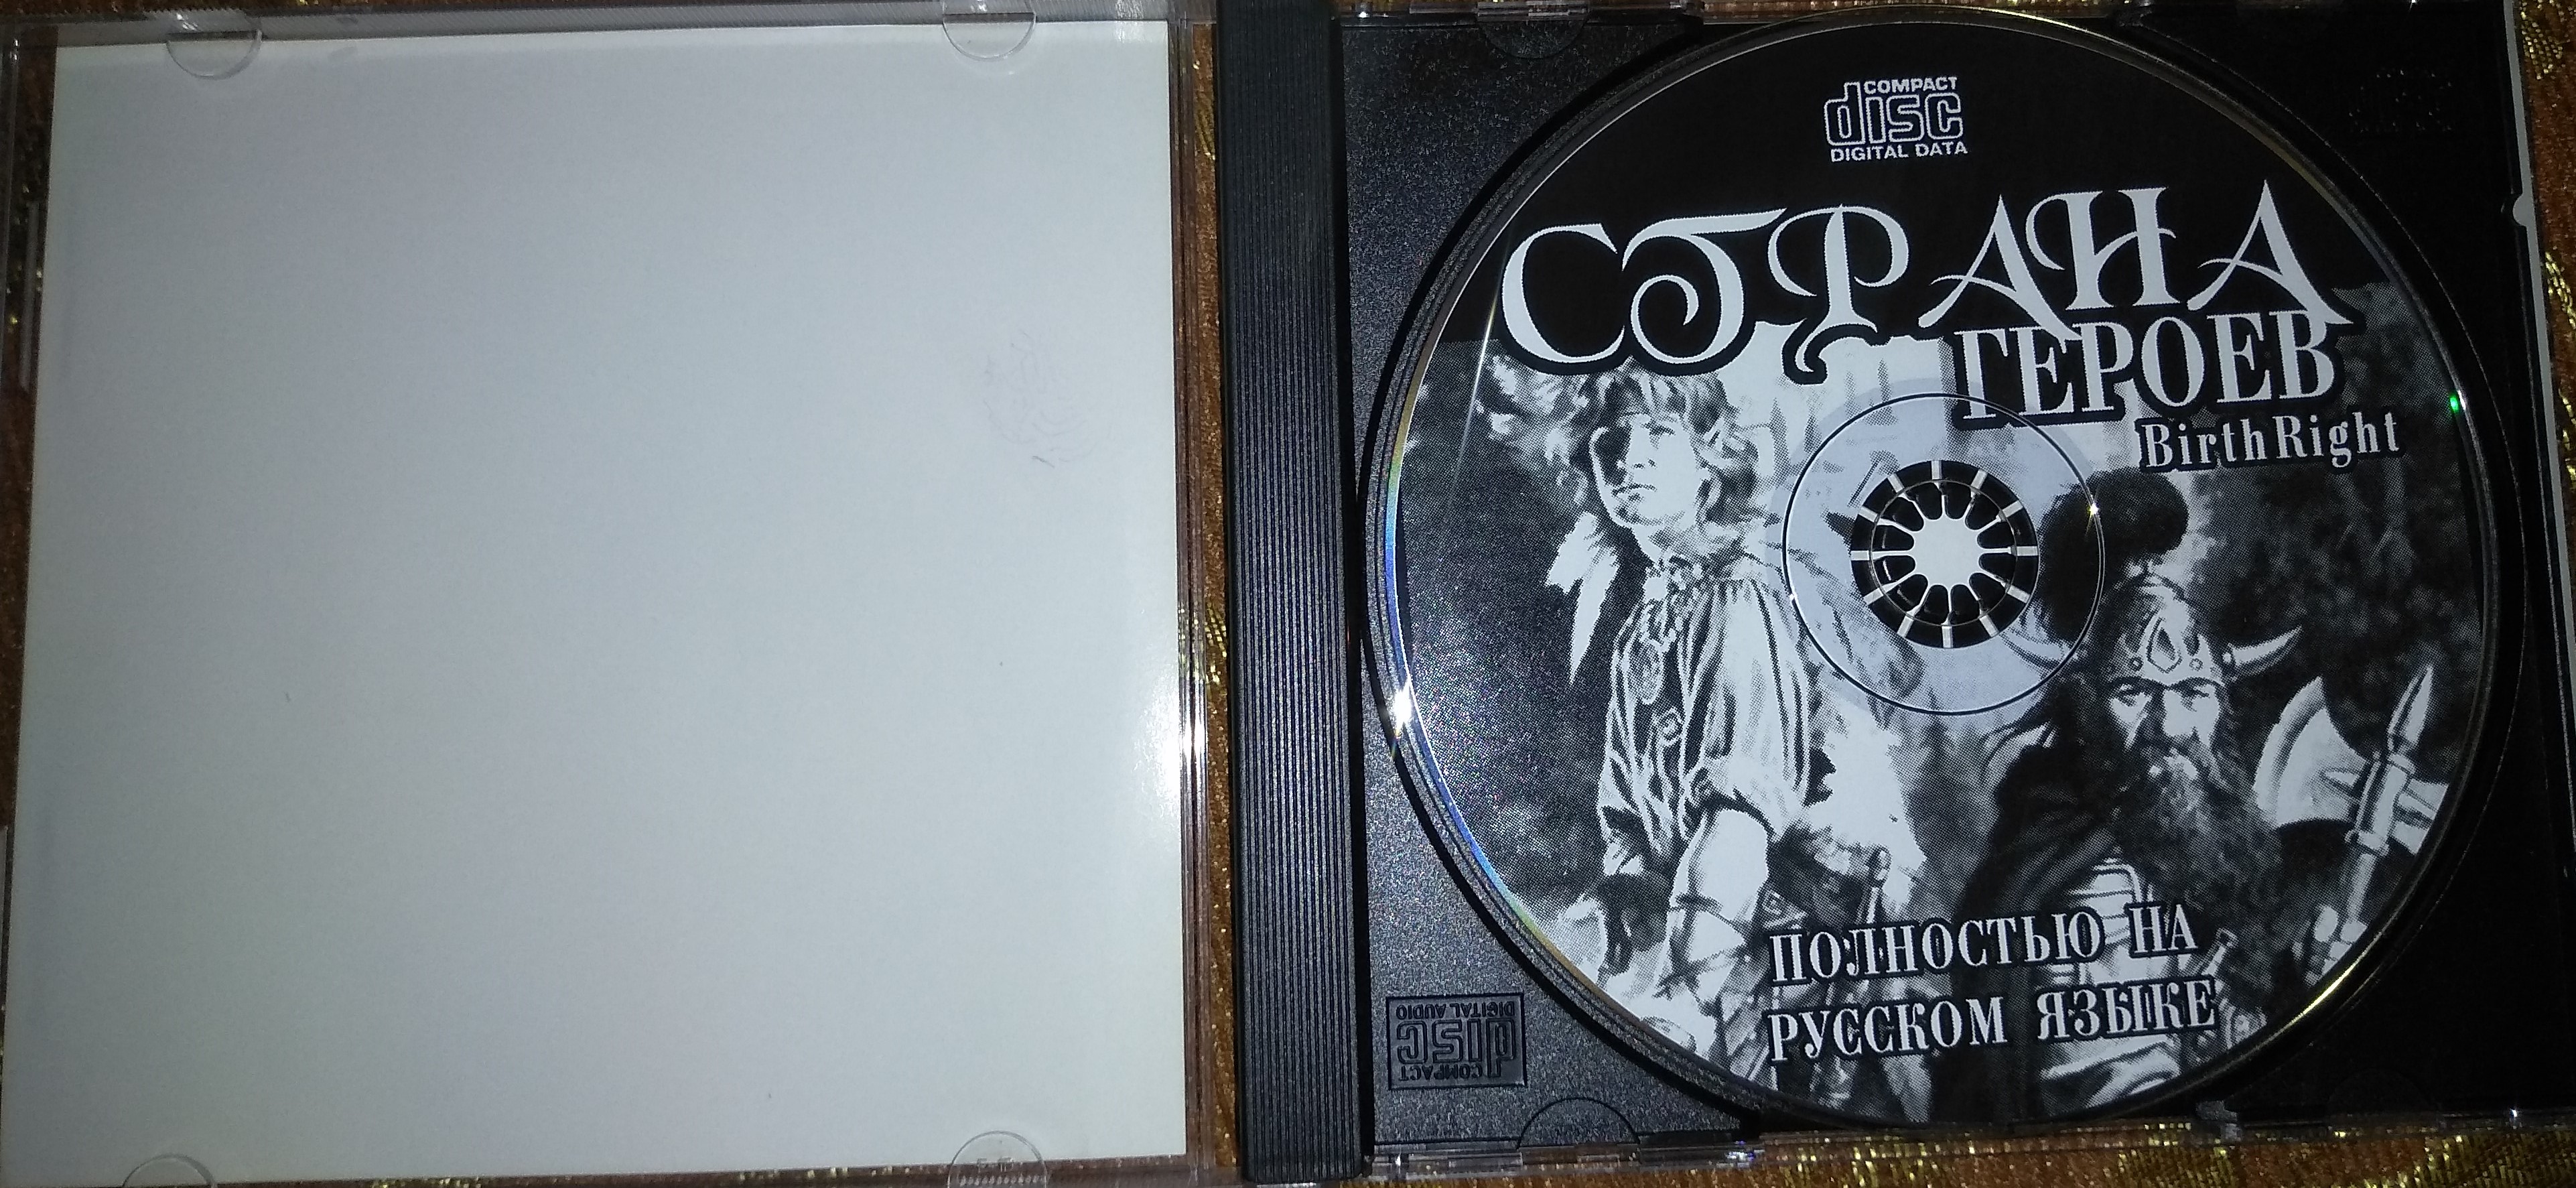 COMPACT
disc
DIGITAL DATA
СТРАНА
ГЕРОЕВ
BirthRight
ПОЛНОСТЬЮ НА
РУССКОМ ЯЗЫКЕ
COMPACT
disc
DIGITAL AUDIO